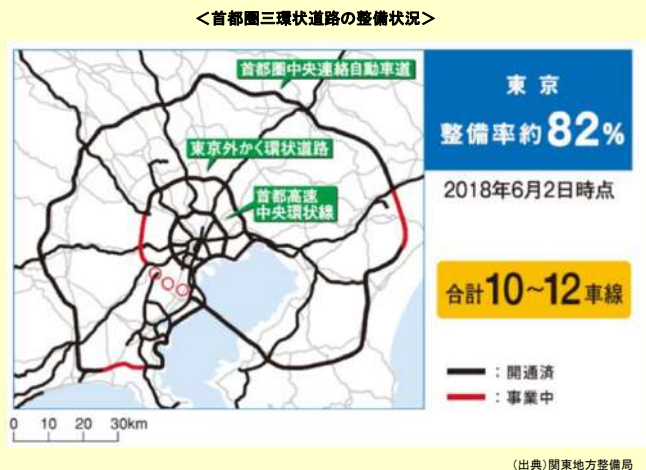 ＜首都圏三環状道路の整備状況＞
首都圏中央連絡自動車道
東京外かく環状道路
首都高速
中央環状線
東京
整備率約82%
2018年6月2日時点
合計10~12車線
：開通済
：事業中
0 10 20 30km
（出典）関東地方整備局